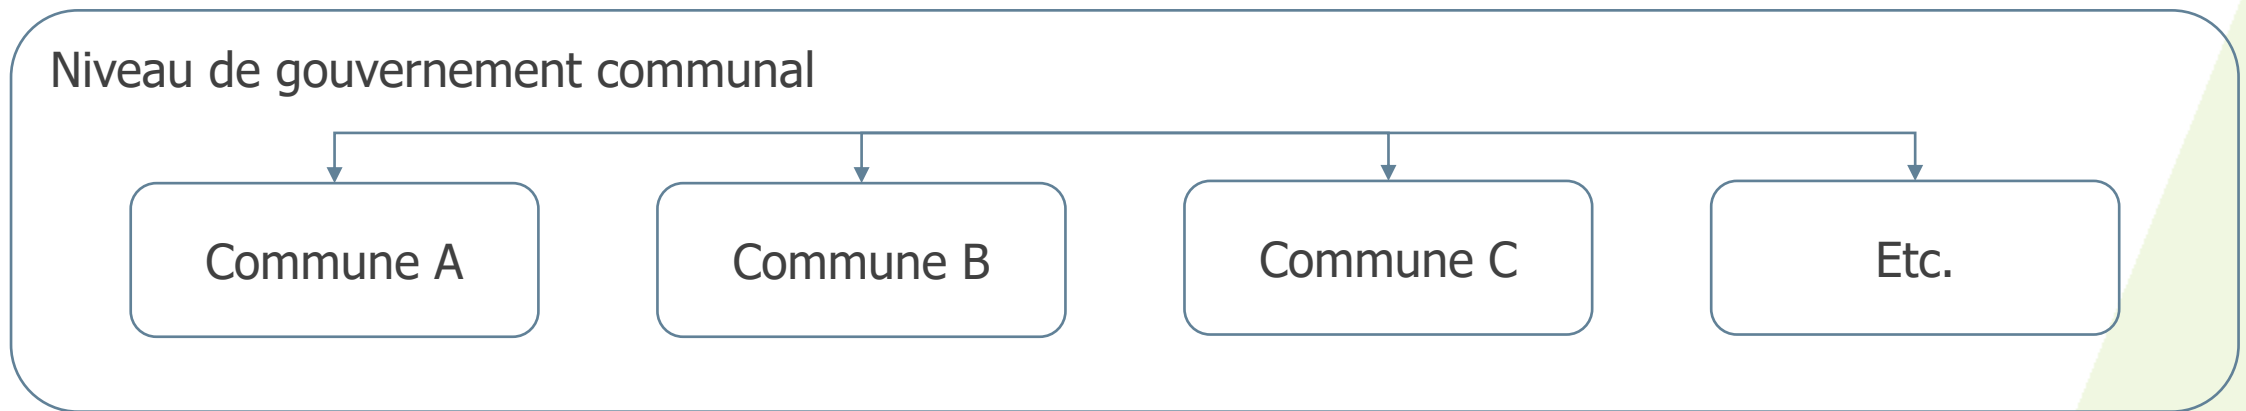 Niveau de gouvernement communal
Commune A
Commune B
Commune C
Etc.